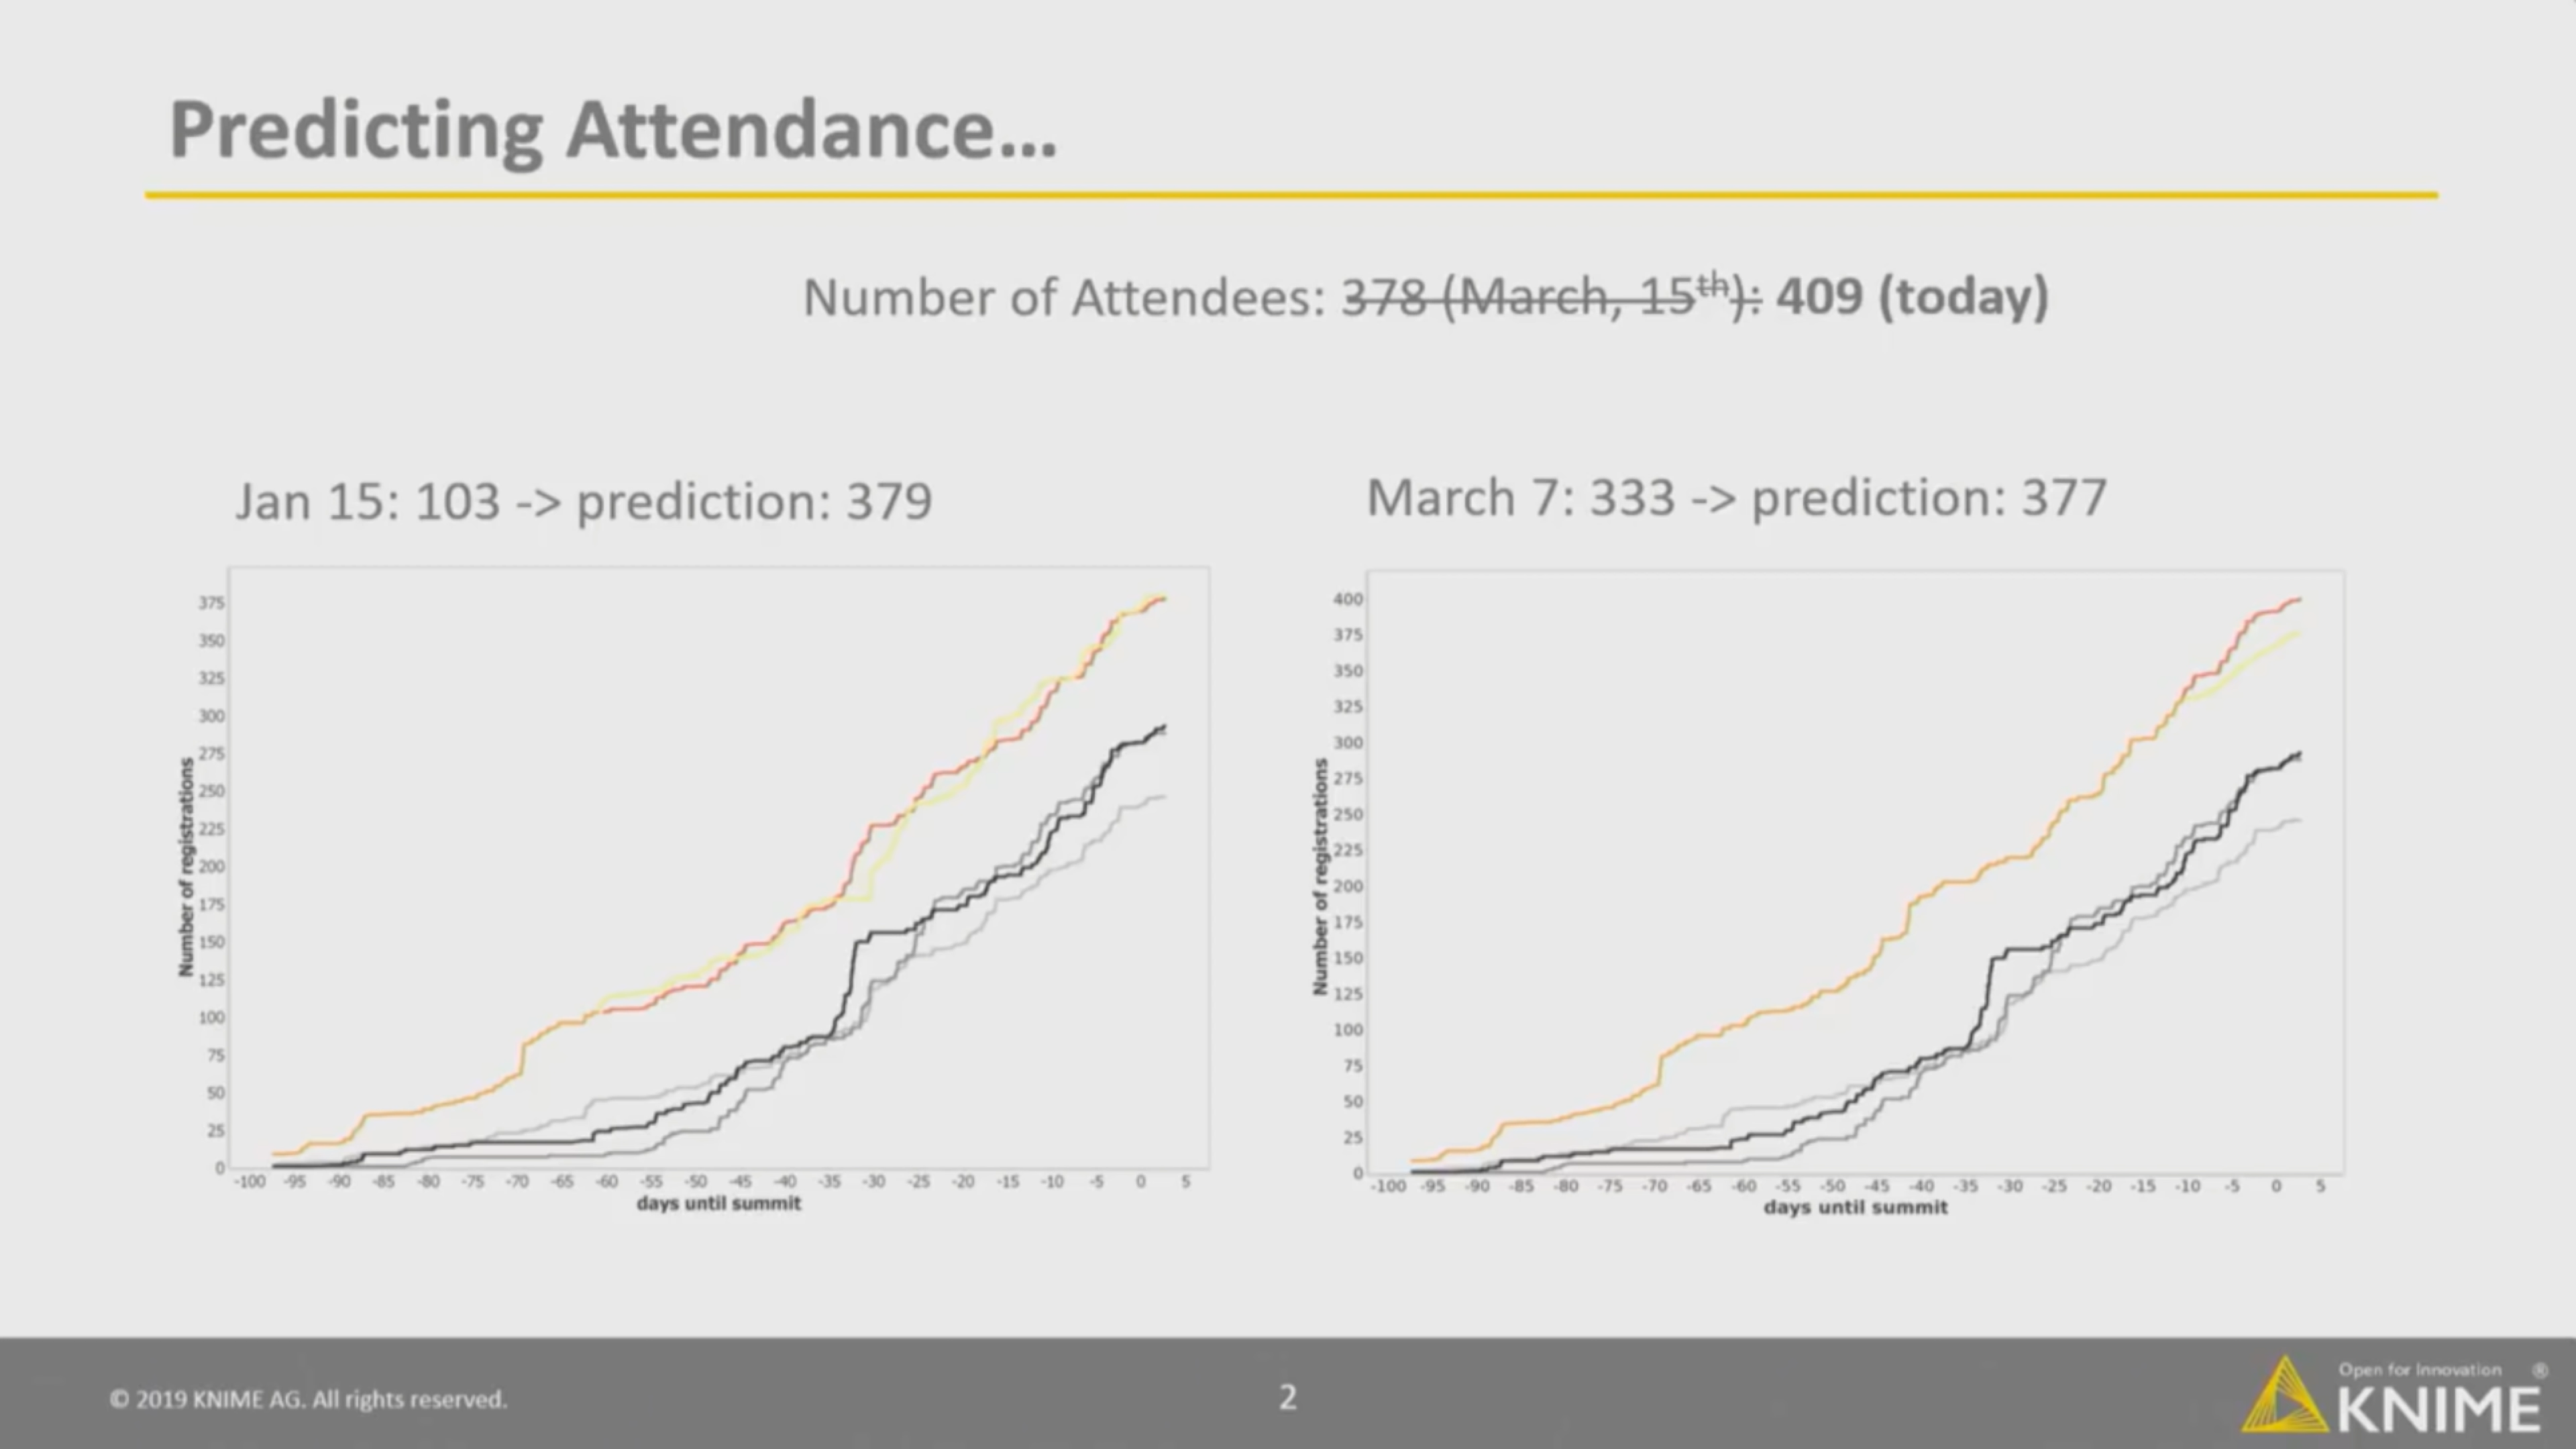 Predicting Attendance...
Number of Attendees: 378 (March, 15th): 409 (today)
Jan 15: 103 -> prediction: 379
March 7: 333 -> prediction: 377
375
350
325
300
275
250
225
200
175
150
125
100
75
50
25
0
Number of registrations
-100 -95 -90 -85 -80 -75 -70 -65 -60 -55 -50 -45 -40 -35 -30 -25 -20 -15 -10 -5 0 5
days until summit
400
375
350
325
300
275
250
225
200
175
150
125
100
75
50
25
0
Number of registrations
-100 -95 -90 -85 -80 -75 -70 -65 -60 -55 -50 -45 -40 -35 -30 -25 -20 -15 -10 -5 0 5
days until summit
© 2019 KNIME AG. All rights reserved.
2
Open for Innovation ®
KNIME